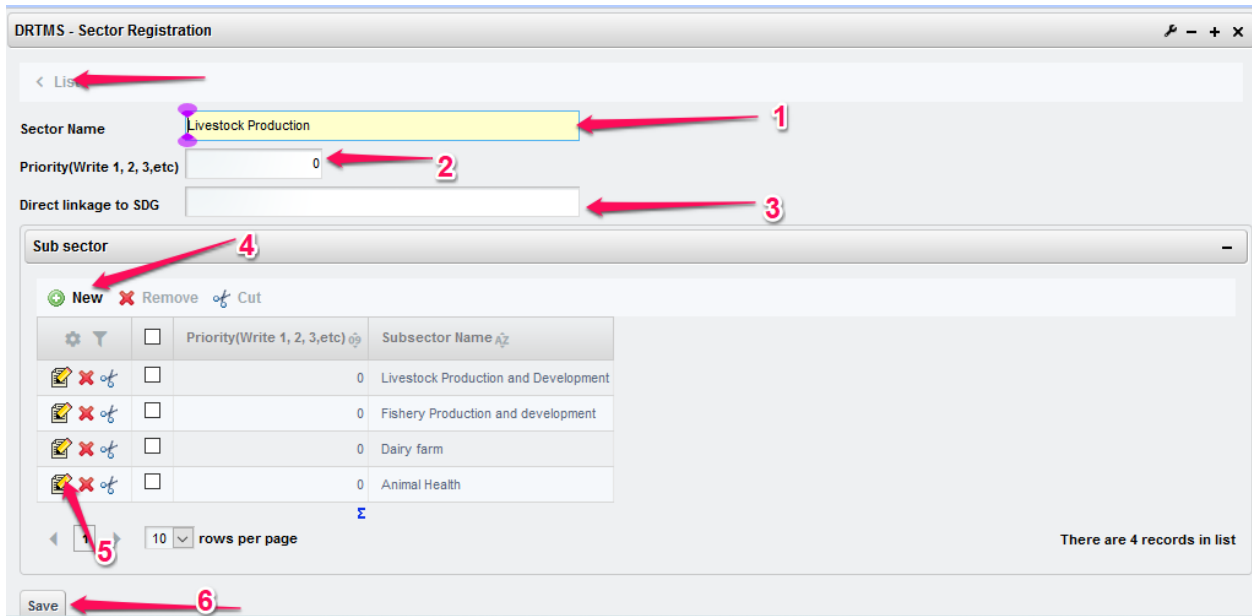 DRTMS - Sector Registration
< List
Sector Name Livestock Production 1
Priority(Write 1, 2, 3,etc) 0 2
Direct linkage to SDG 3
Sub sector 4
New Remove Cut
Priority(Write 1, 2, 3,etc) Subsector Name
0 Livestock Production and Development
0 Fishery Production and development
0 Dairy farm
0 Animal Health
Σ
1 10 rows per page There are 4 records in list
5
Save 6